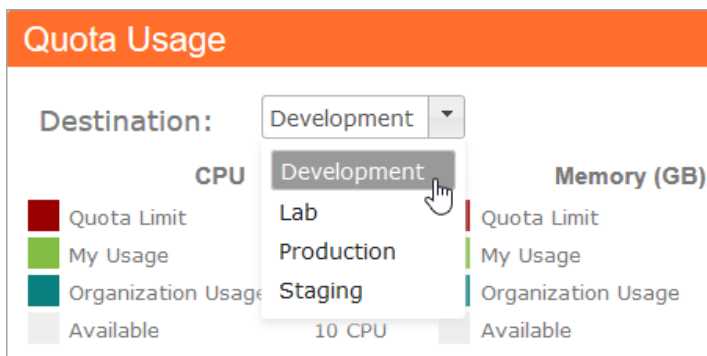 Quota Usage
Destination: Development
CPU
Development
Memory (GB)
Quota Limit
Lab
Quota Limit
My Usage
Production
My Usage
Organization Usage
Staging
Organization Usage
Available
10 CPU
Available